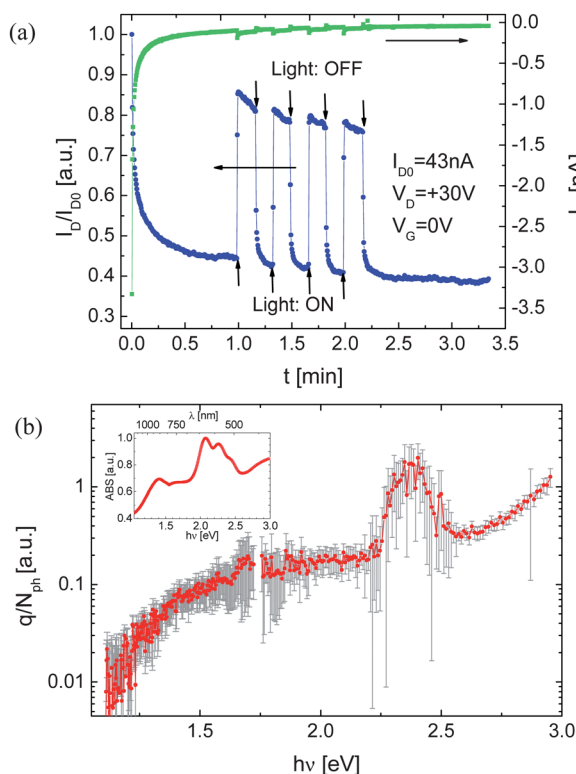 (a)
1.0
0.9
0.8
0.7
0.6
0.5
0.4
0.3
I_D/I_D0 [a.u.]
Light: OFF
I_D0=43nA
V_D=+30V
V_G=0V
Light: ON
0.0
-0.5
-1.0
-1.5
-2.0
-2.5
-3.0
-3.5
[nA]
0.0 0.5 1.0 1.5 2.0 2.5 3.0 3.5
t [min]
(b)
λ [nm]
1000 750 500
1.0
0.8
0.6
0.4
ABS [a.u.]
1.5 2.0 2.5 3.0
hν [eV]
1
0.1
0.01
q/N_ph [a.u.]
1.5 2.0 2.5 3.0
hν [eV]